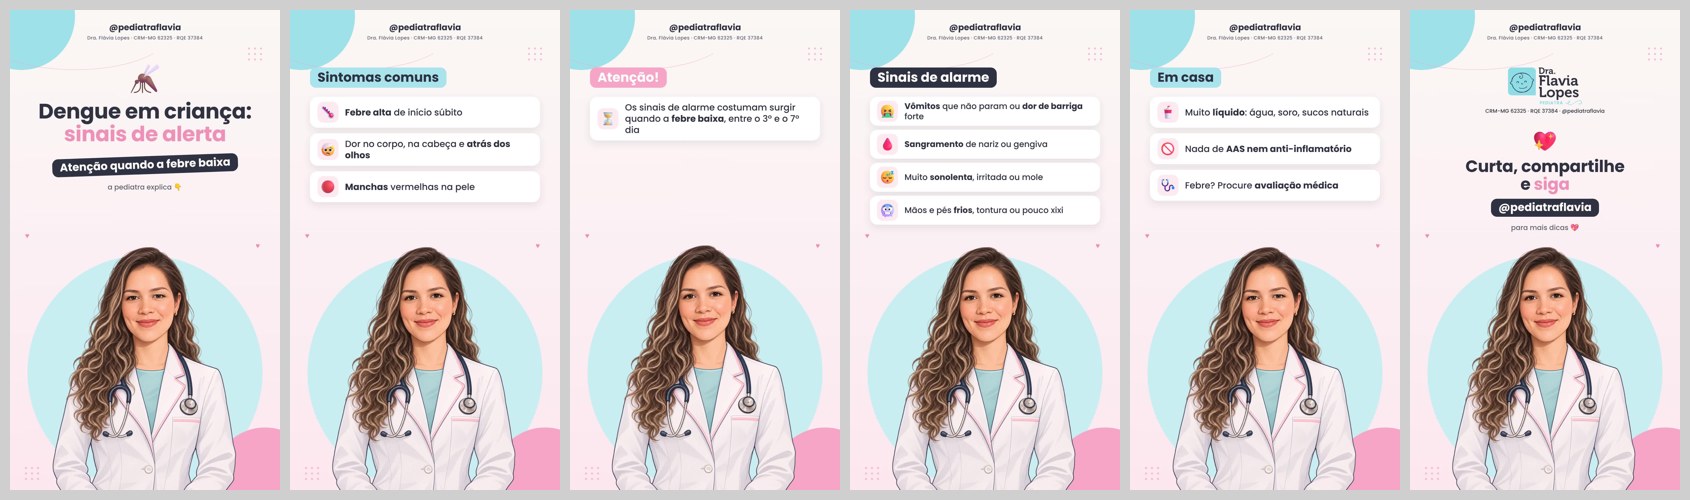 @pediatraflavia
Dra. Flávia Lopes · CRM-MG 62325 · RQE 37384
Dengue em criança:
sinais de alerta
Atenção quando a febre baixa
a pediatra explica
@pediatraflavia
Dra. Flávia Lopes · CRM-MG 62325 · RQE 37384
Sintomas comuns
Febre alta de início súbito
Dor no corpo, na cabeça e atrás dos
olhos
Manchas vermelhas na pele
@pediatraflavia
Dra. Flávia Lopes · CRM-MG 62325 · RQE 37384
Atenção!
Os sinais de alarme costumam surgir
quando a febre baixa, entre o 3º e o 7º
dia
@pediatraflavia
Dra. Flávia Lopes · CRM-MG 62325 · RQE 37384
Sinais de alarme
Vômitos que não param ou dor de barriga
forte
Sangramento de nariz ou gengiva
Muito sonolenta, irritada ou mole
Mãos e pés frios, tontura ou pouco xixi
@pediatraflavia
Dra. Flávia Lopes · CRM-MG 62325 · RQE 37384
Em casa
Muito líquido: água, soro, sucos naturais
Nada de AAS nem anti-inflamatório
Febre? Procure avaliação médica
@pediatraflavia
Dra. Flávia Lopes · CRM-MG 62325 · RQE 37384
Dra.
Flavia
Lopes
CRM-MG 62325 · RQE 37384 · @pediatraflavia
Curta, compartilhe
e siga
@pediatraflavia
para mais dicas